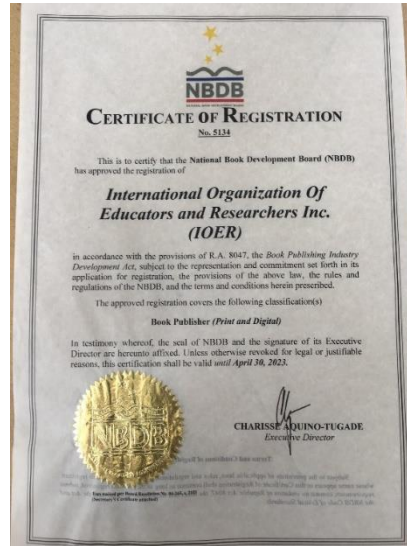 NBDB
CERTIFICATE OF REGISTRATION
No. 5134
This is to certify that the National Book Development Board (NBDB)
has approved the registration of
International Organization Of
Educators and Researchers Inc.
(IOER)
in accordance with the provisions of R.A. 8047, the Book Publishing Industry
Development Act, subject to the representation and commitment set forth in its
application for registration, the provisions of the above law, the rules and
regulations of the NBDB, and the terms and conditions herein prescribed.
The approved registration covers the following classification(s)
Book Publisher (Print and Digital)
In testimony whereof, the seal of NBDB and the signature of its Executive
Director are hereunto affixed. Unless otherwise revoked for legal or justifiable
reasons, this certification shall be valid until April 30, 2023.
NBDB
CHARISSE AQUINO-TUGADE
Executive Director